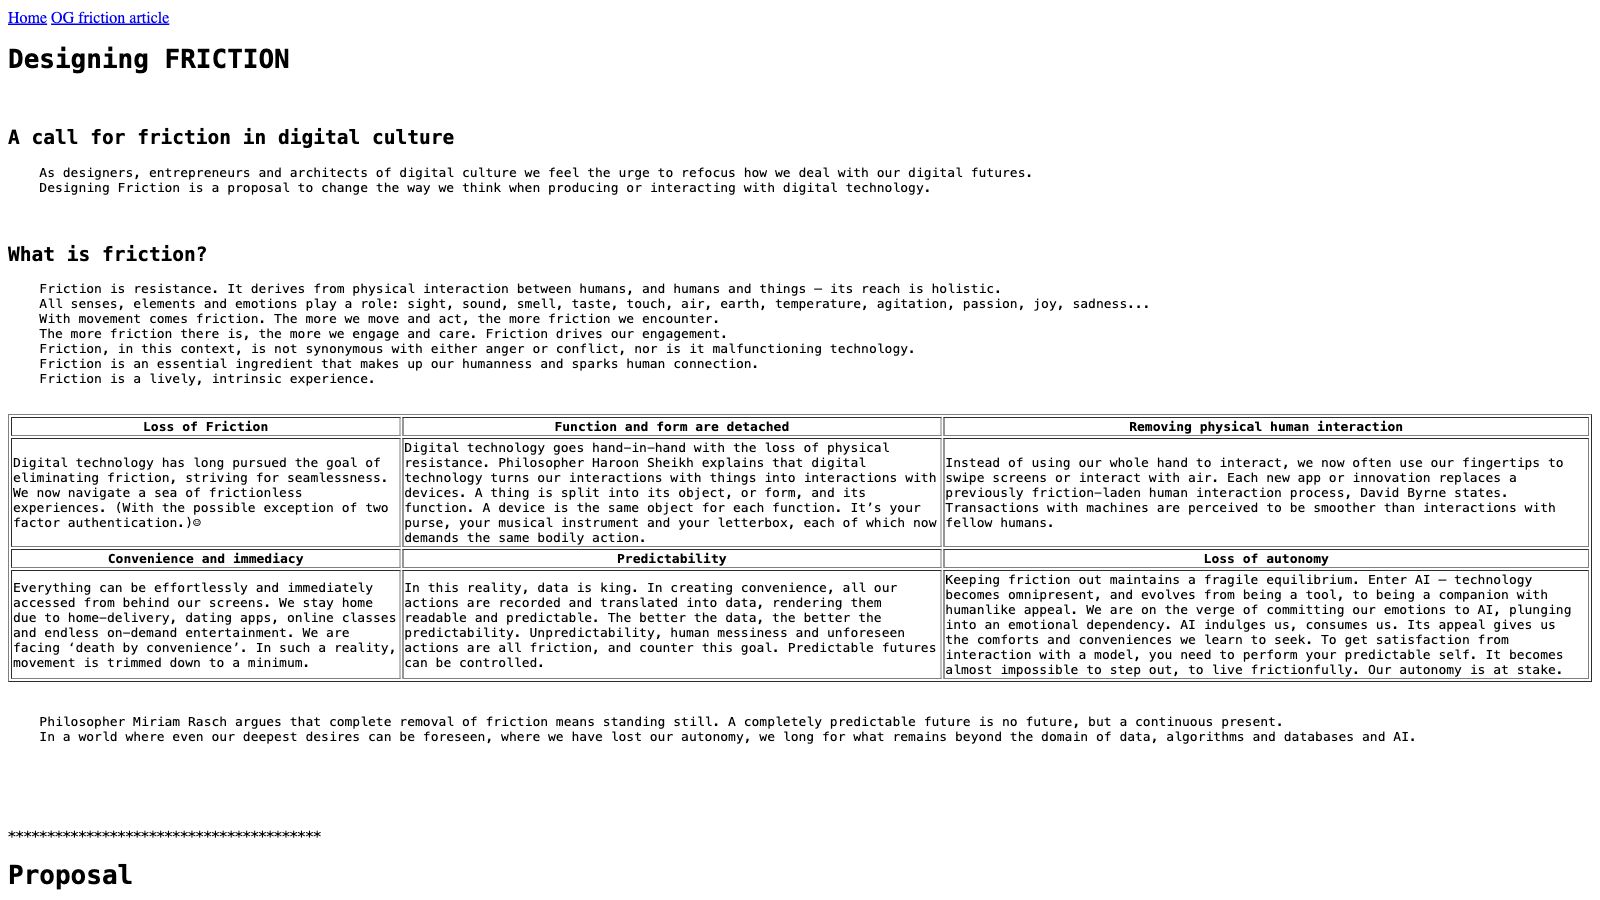 Home OG friction article
Designing FRICTION
A call for friction in digital culture
As designers, entrepreneurs and architects of digital culture we feel the urge to refocus how we deal with our digital futures.
Designing Friction is a proposal to change the way we think when producing or interacting with digital technology.
What is friction?
Friction is resistance. It derives from physical interaction between humans, and humans and things – its reach is holistic.
All senses, elements and emotions play a role: sight, sound, smell, taste, touch, air, earth, temperature, agitation, passion, joy, sadness...
With movement comes friction. The more we move and act, the more friction we encounter.
The more friction there is, the more we engage and care. Friction drives our engagement.
Friction, in this context, is not synonymous with either anger or conflict, nor is it malfunctioning technology.
Friction is an essential ingredient that makes up our humanness and sparks human connection.
Friction is a lively, intrinsic experience.
Loss of Friction
Digital technology has long pursued the goal of
eliminating friction, striving for seamlessness.
We now navigate a sea of frictionless
experiences. (With the possible exception of two
factor authentication.)☺
Function and form are detached
Digital technology goes hand–in–hand with the loss of physical
resistance. Philosopher Haroon Sheikh explains that digital
technology turns our interactions with things into interactions with
devices. A thing is split into its object, or form, and its
function. A device is the same object for each function. It’s your
purse, your musical instrument and your letterbox, each of which now
demands the same bodily action.
Removing physical human interaction
Instead of using our whole hand to interact, we now often use our fingertips to
swipe screens or interact with air. Each new app or innovation replaces a
previously friction–laden human interaction process, David Byrne states.
Transactions with machines are perceived to be smoother than interactions with
fellow humans.
Convenience and immediacy
Everything can be effortlessly and immediately
accessed from behind our screens. We stay home
due to home–delivery, dating apps, online classes
and endless on–demand entertainment. We are
facing ‘death by convenience’. In such a reality,
movement is trimmed down to a minimum.
Predictability
In this reality, data is king. In creating convenience, all our
actions are recorded and translated into data, rendering them
readable and predictable. The better the data, the better the
predictability. Unpredictability, human messiness and unforeseen
actions are all friction, and counter this goal. Predictable futures
can be controlled.
Loss of autonomy
Keeping friction out maintains a fragile equilibrium. Enter AI – technology
becomes omnipresent, and evolves from being a tool, to being a companion with
humanlike appeal. We are on the verge of committing our emotions to AI, plunging
into an emotional dependency. AI indulges us, consumes us. Its appeal gives us
the comforts and conveniences we learn to seek. To get satisfaction from
interaction with a model, you need to perform your predictable self. It becomes
almost impossible to step out, to live frictionfully. Our autonomy is at stake.
Philosopher Miriam Rasch argues that complete removal of friction means standing still. A completely predictable future is no future, but a continuous present.
In a world where even our deepest desires can be foreseen, where we have lost our autonomy, we long for what remains beyond the domain of data, algorithms and databases and AI.
****************************************
Proposal